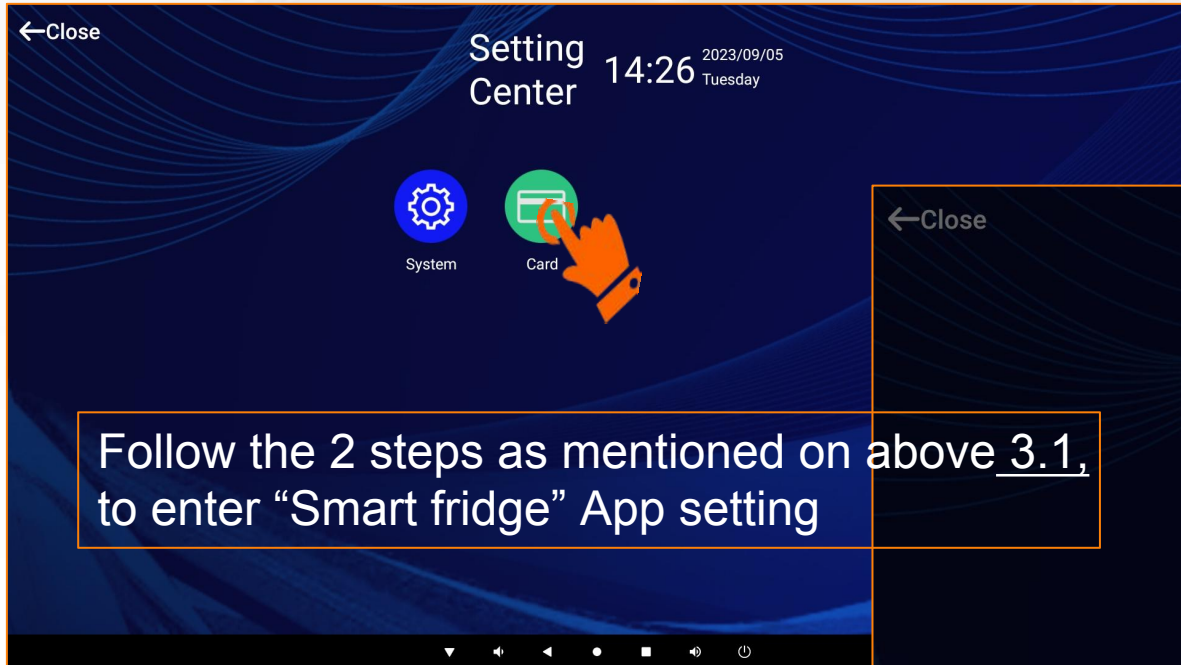 Close
Setting
Center
14:26
2023/09/05
Tuesday
System
Card
Close
Follow the 2 steps as mentioned on above 3.1,
to enter “Smart fridge” App setting